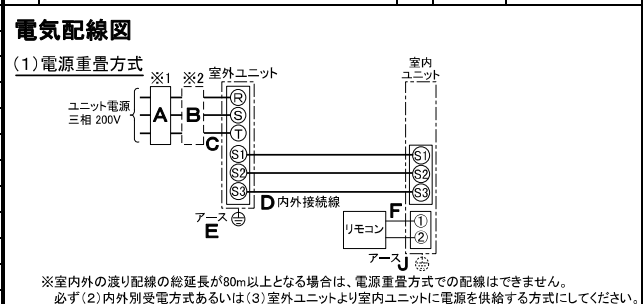 電気配線図
(1)電源重畳方式
※1 ※2 室外ユニット
室内
ユニット
ユニット電源
三相 200V
A
B
C
R
S
T
S1
S2
S3
S1
S2
S3
D 内外接続線
アース
E
リモコン
F
①
②
アース J
※室内外の渡り配線の総延長が80m以上となる場合は、電源重畳方式での配線はできません。
必ず(2)内外別受電方式あるいは(3)室外ユニットより室内ユニットに電源を供給する方式にしてください。